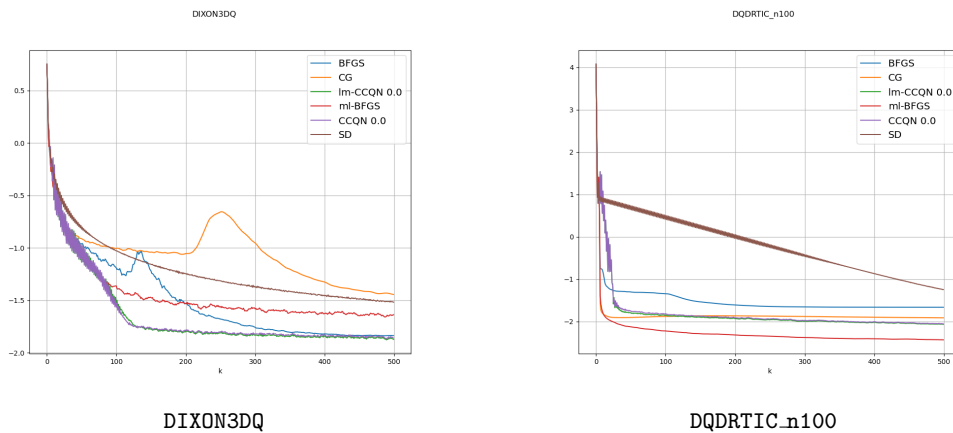 DIXON3DQ
BFGS
CG
lm-CCQN 0.0
ml-BFGS
CCQN 0.0
SD
0.5
0.0
−0.5
−1.0
−1.5
−2.0
0 100 200 300 400 500
k
DIXON3DQ
DQDRTIC_n100
BFGS
CG
lm-CCQN 0.0
ml-BFGS
CCQN 0.0
SD
4
3
2
1
0
−1
−2
0 100 200 300 400 500
k
DQDRTIC_n100